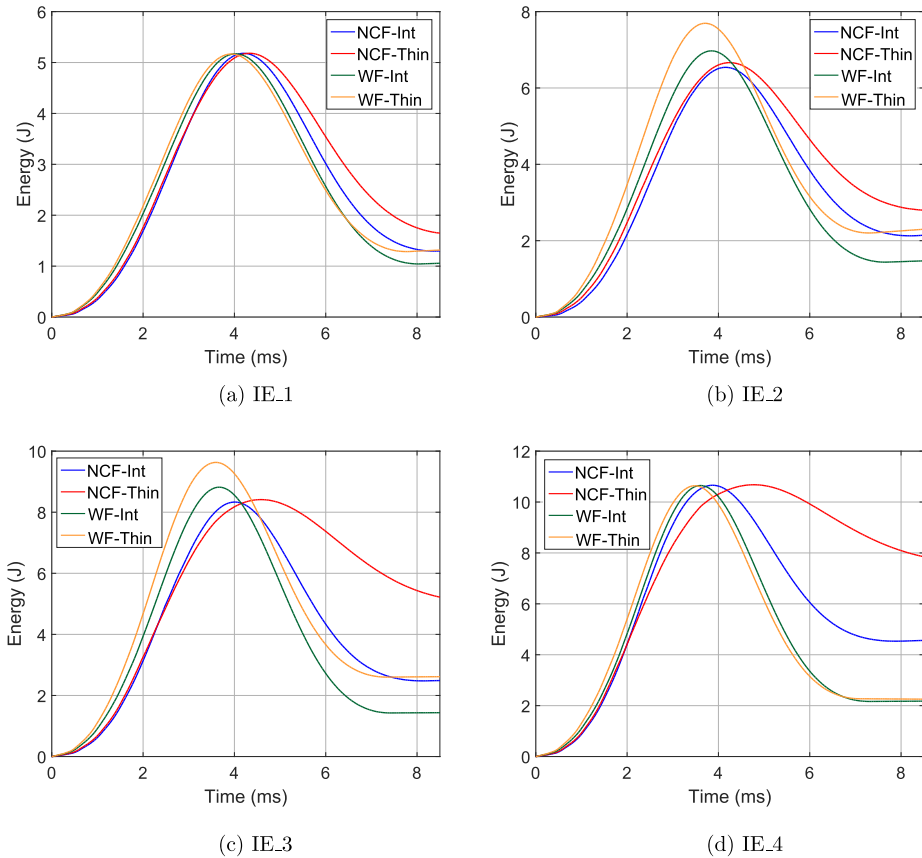 6
5
4
3
2
1
0
Energy (J)
NCF-Int
NCF-Thin
WF-Int
WF-Thin
0 2 4 6 8
Time (ms)
(a) IE_1
8
6
4
2
0
Energy (J)
NCF-Int
NCF-Thin
WF-Int
WF-Thin
0 2 4 6 8
Time (ms)
(b) IE_2
10
8
6
4
2
0
Energy (J)
NCF-Int
NCF-Thin
WF-Int
WF-Thin
0 2 4 6 8
Time (ms)
(c) IE_3
12
10
8
6
4
2
0
Energy (J)
NCF-Int
NCF-Thin
WF-Int
WF-Thin
0 2 4 6 8
Time (ms)
(d) IE_4